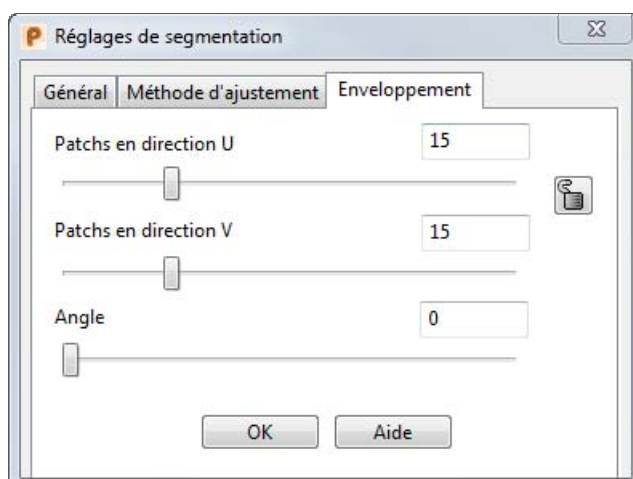 Réglages de segmentation
Général Méthode d'ajustement Enveloppement
Patchs en direction U 15
Patchs en direction V 15
Angle 0
OK Aide